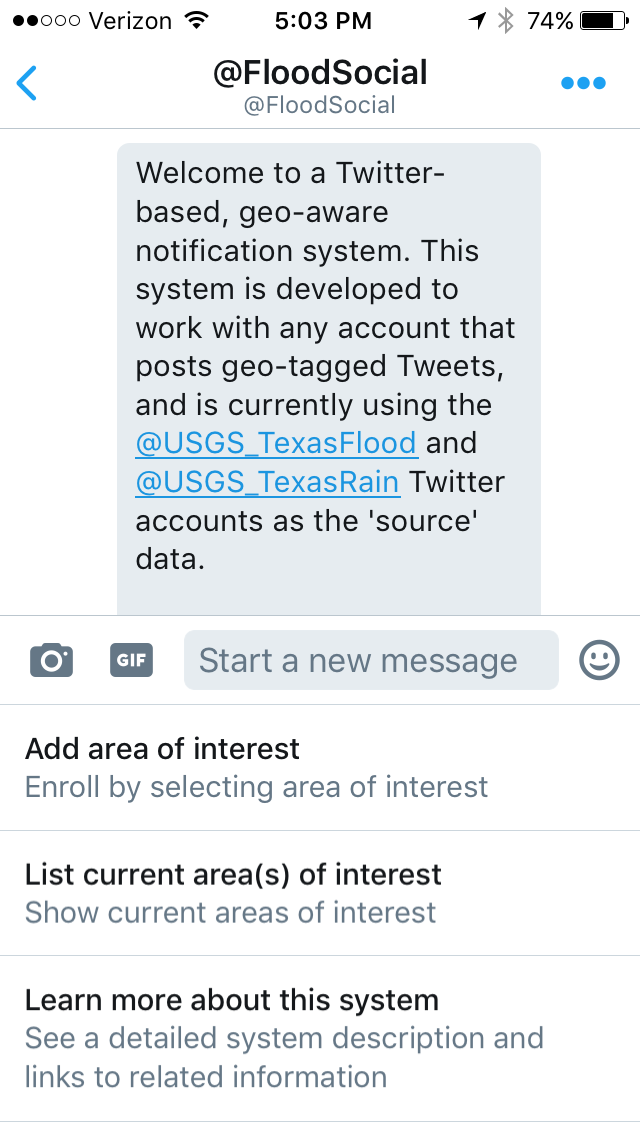 Verizon 5:03 PM 74%
@FloodSocial
@FloodSocial
Welcome to a Twitter-
based, geo-aware
notification system. This
system is developed to
work with any account that
posts geo-tagged Tweets,
and is currently using the
@USGS_TexasFlood and
@USGS_TexasRain Twitter
accounts as the 'source'
data.
GIF Start a new message
Add area of interest
Enroll by selecting area of interest
List current area(s) of interest
Show current areas of interest
Learn more about this system
See a detailed system description and
links to related information